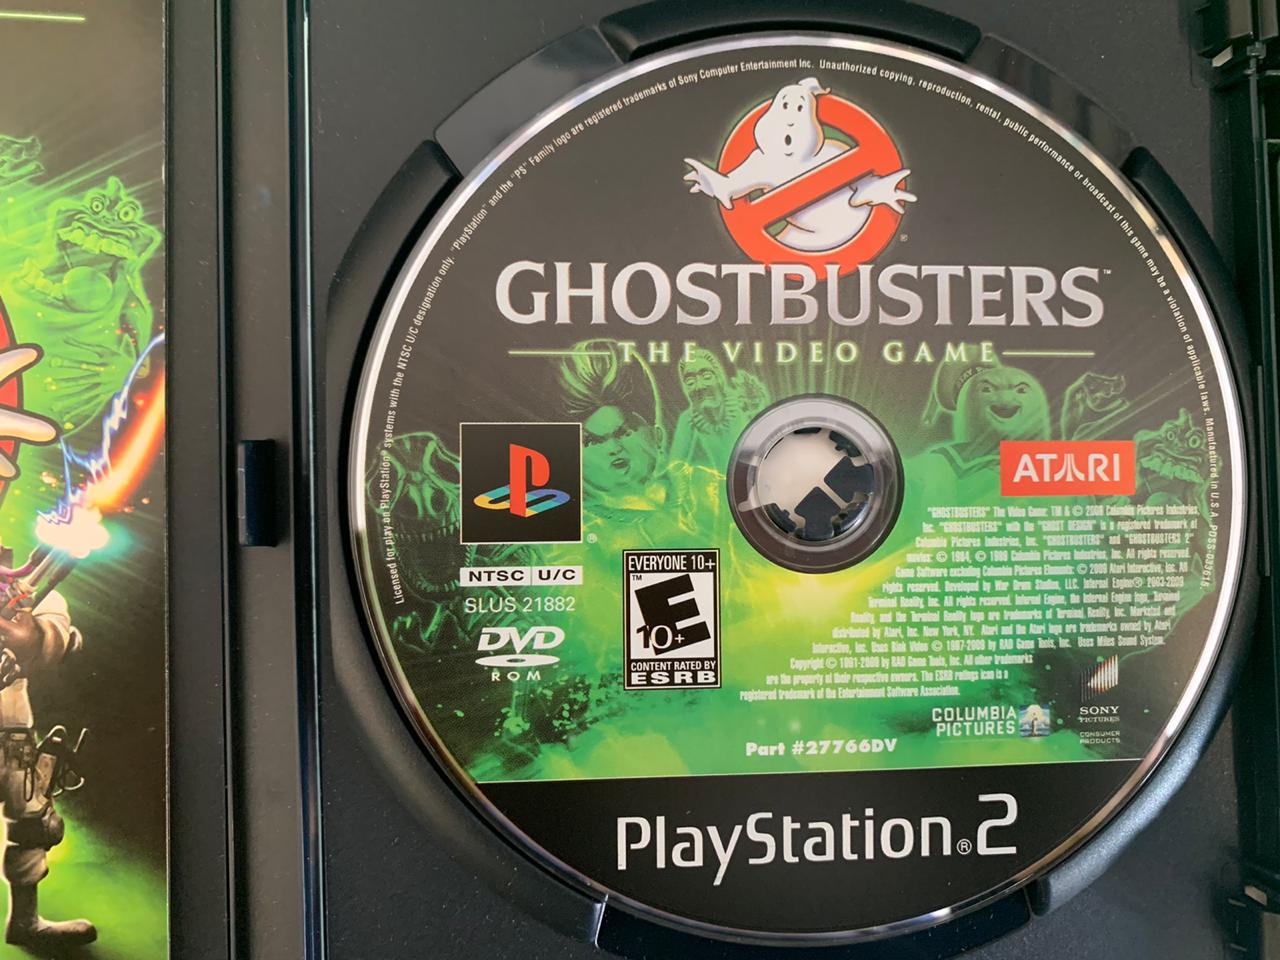 Licensed for play on PlayStation® systems with the NTSC U/C designation only. "PlayStation" and the "PS" Family logo are registered trademarks of Sony Computer Entertainment Inc. Unauthorized copying, reproduction, rental, public performance or broadcast of this game may be a violation of applicable laws. Manufactured in U.S.A. PDSS-033616
GHOSTBUSTERS™
THE VIDEO GAME
STAY P
ATARI
NTSC U/C
SLUS 21882
DVD
ROM
EVERYONE 10+
E
10+
CONTENT RATED BY
ESRB
"GHOSTBUSTERS" The Video Game: TM & © 2009 Columbia Pictures Industries,
Inc. "GHOSTBUSTERS" with the "GHOST DESIGN" is a registered trademark of
Columbia Pictures Industries, Inc. "GHOSTBUSTERS" and "GHOSTBUSTERS 2"
movies: © 1984, © 1989 Columbia Pictures Industries, Inc. All rights reserved.
Game Software excluding Columbia Pictures Elements: © 2009 Atari Interactive, Inc. All
rights reserved. Developed by War Drum Studios, LLC. Infernal Engine® 2003-2009
Terminal Reality, Inc. All rights reserved. Infernal Engine, the Infernal Engine logo, Terminal
Reality, and the Terminal Reality logo are trademarks of Terminal Reality, Inc. Marketed and
distributed by Atari, Inc. New York, NY. Atari and the Atari logo are trademarks owned by Atari
Interactive, Inc. Uses Bink Video © 1997-2009 by RAD Game Tools, Inc. Uses Miles Sound System.
Copyright © 1991-2009 by RAD Game Tools, Inc. All other trademarks
are the property of their respective owners. The ESRB ratings icon is a
registered trademark of the Entertainment Software Association.
COLUMBIA
PICTURES
SONY
PICTURES
CONSUMER
PRODUCTS
Part #27766DV
PlayStation®2